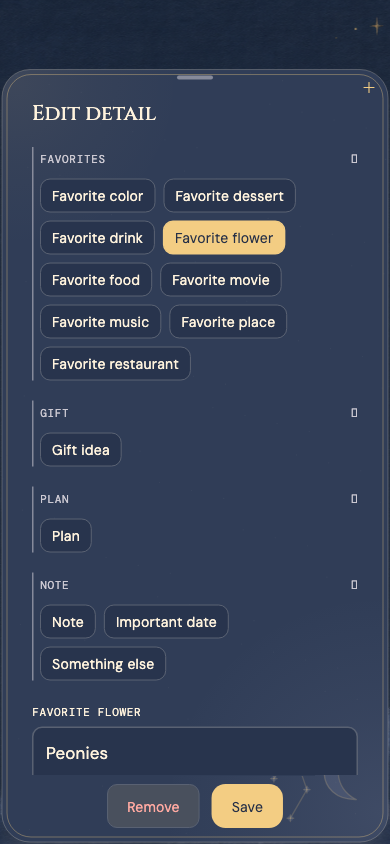 Edit detail
FAVORITES
Favorite color Favorite dessert
Favorite drink Favorite flower
Favorite food Favorite movie
Favorite music Favorite place
Favorite restaurant
GIFT
Gift idea
PLAN
Plan
NOTE
Note Important date
Something else
FAVORITE FLOWER
Peonies
Remove Save